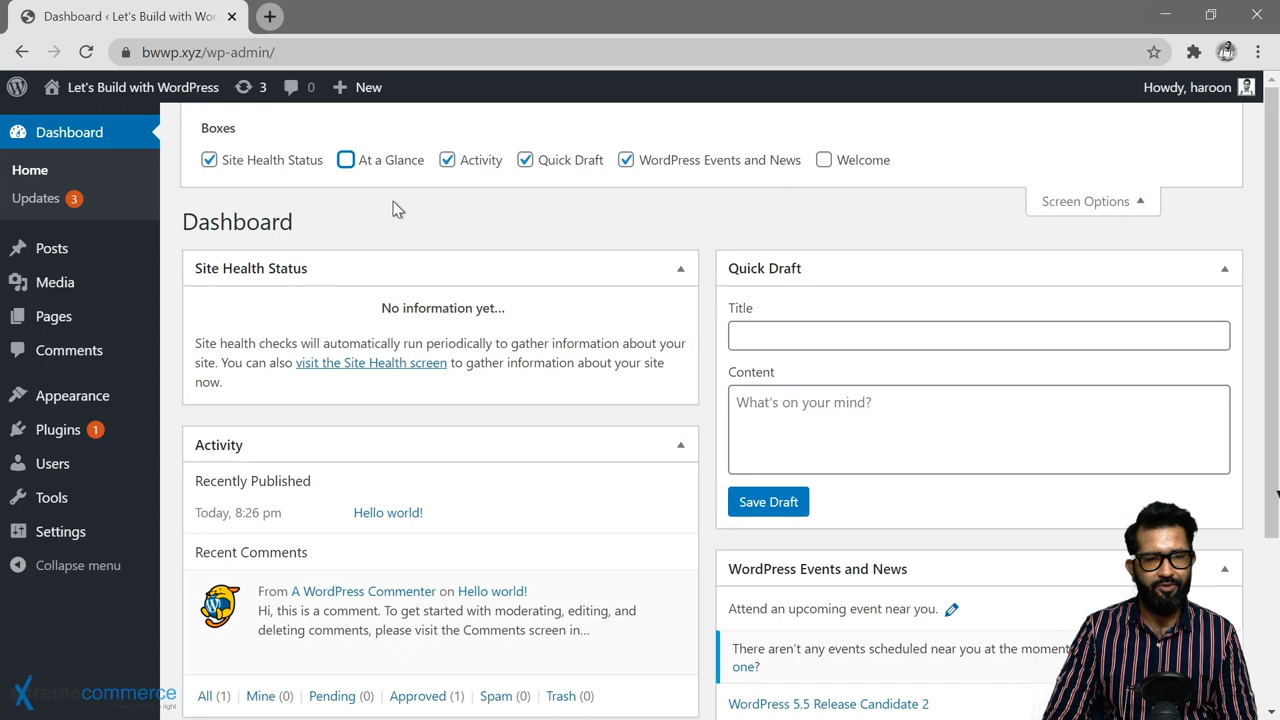 Dashboard ‹ Let's Build with Wor
bwwp.xyz/wp-admin/
Let's Build with WordPress 3 0 New Howdy, haroon
Dashboard
Home
Updates 3
Posts
Media
Pages
Comments
Appearance
Plugins 1
Users
Tools
Settings
Collapse menu
Boxes
Site Health Status At a Glance Activity Quick Draft WordPress Events and News Welcome
Screen Options
Dashboard
Site Health Status
No information yet...
Site health checks will automatically run periodically to gather information about your
site. You can also visit the Site Health screen to gather information about your site
now.
Activity
Recently Published
Today, 8:26 pm Hello world!
Recent Comments
From A WordPress Commenter on Hello world!
Hi, this is a comment. To get started with moderating, editing, and
deleting comments, please visit the Comments screen in...
All (1) Mine (0) Pending (0) Approved (1) Spam (0) Trash (0)
Quick Draft
Title
Content
What's on your mind?
Save Draft
WordPress Events and News
Attend an upcoming event near you.
There aren't any events scheduled near you at the moment
one?
WordPress 5.5 Release Candidate 2
xtremecommerce